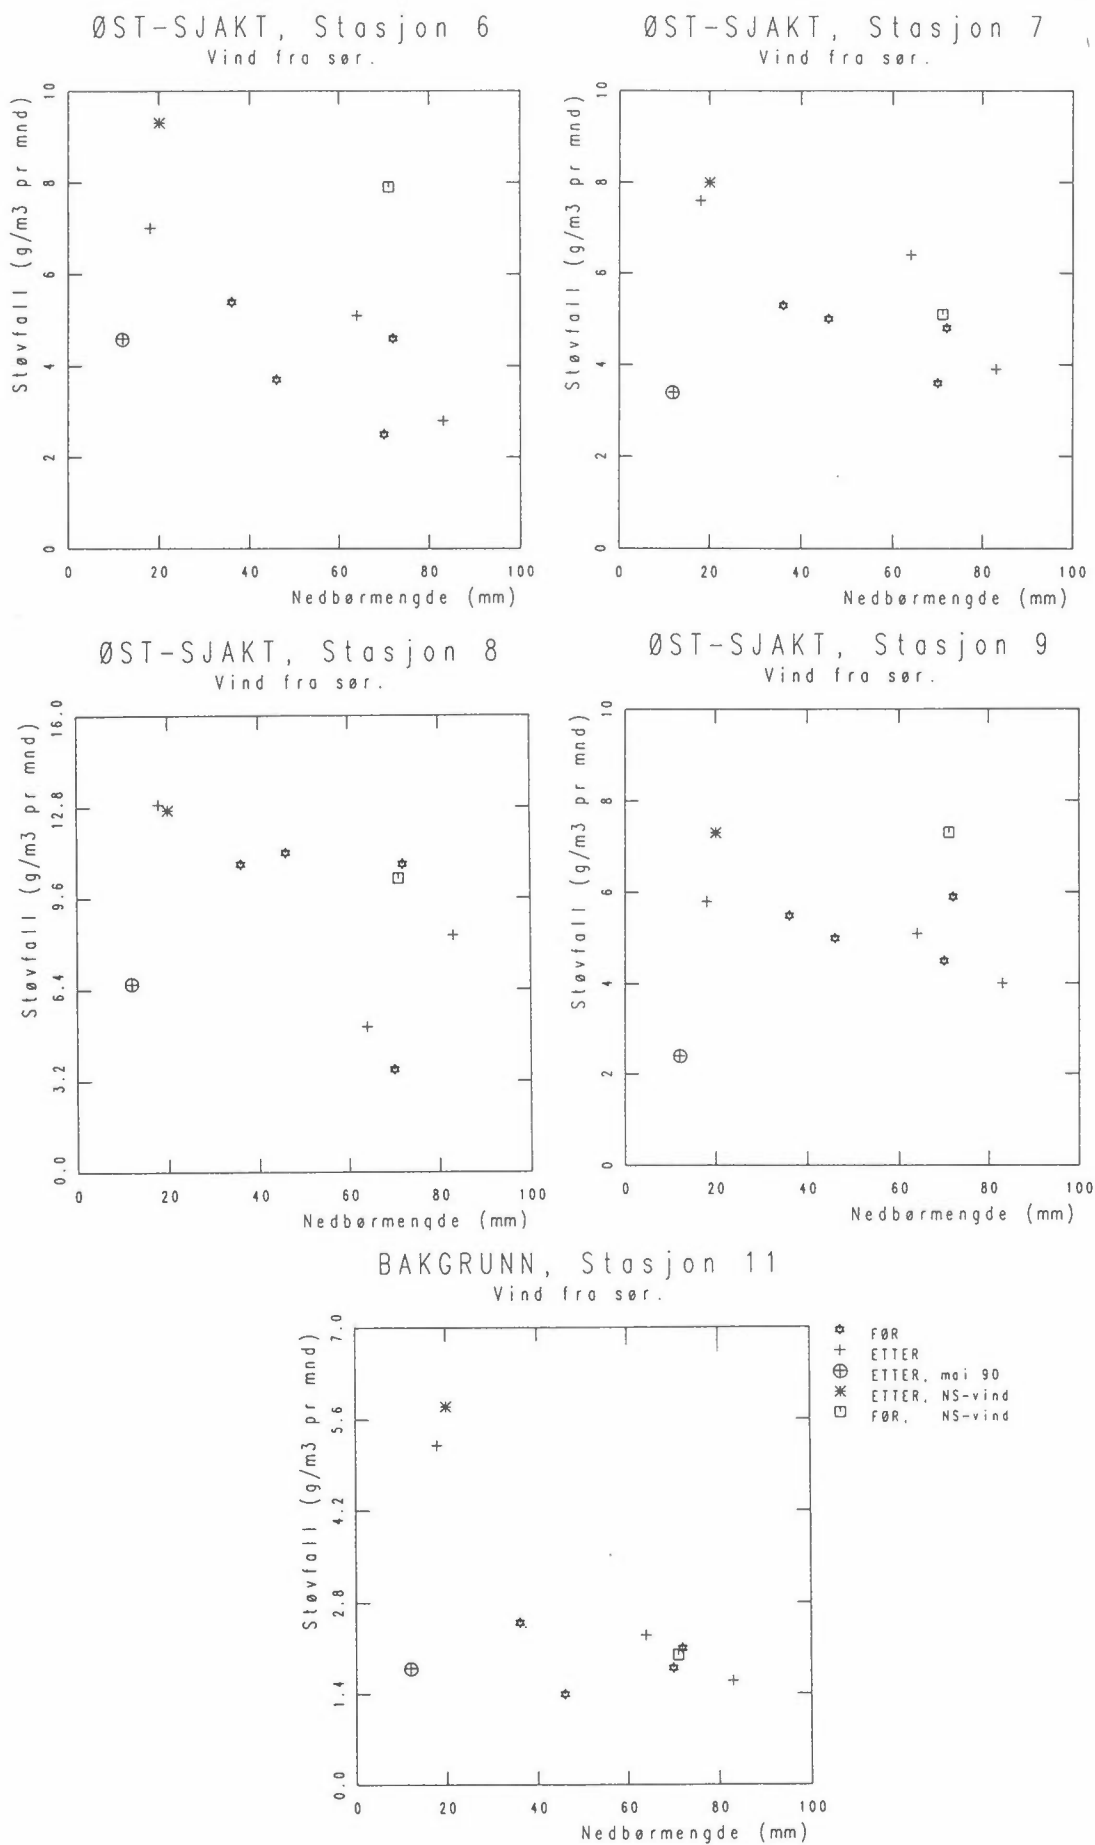 ØST-SJAKT, Stasjon 6
Vind fra sør.
Støvfall (g/m3 pr mnd)
10
8
6
4
2
0
0 20 40 60 80 100
Nedbørmengde (mm)
ØST-SJAKT, Stasjon 7
Vind fra sør.
Støvfall (g/m3 pr mnd)
10
8
6
4
2
0
0 20 40 60 80 100
Nedbørmengde (mm)
ØST-SJAKT, Stasjon 8
Vind fra sør.
Støvfall (g/m3 pr mnd)
16.0
12.8
9.6
6.4
3.2
0.0
0 20 40 60 80 100
Nedbørmengde (mm)
ØST-SJAKT, Stasjon 9
Vind fra sør.
Støvfall (g/m3 pr mnd)
10
8
6
4
2
0
0 20 40 60 80 100
Nedbørmengde (mm)
BAKGRUNN, Stasjon 11
Vind fra sør.
Støvfall (g/m3 pr mnd)
7.0
5.6
4.2
2.8
1.4
0.0
0 20 40 60 80 100
Nedbørmengde (mm)
FØR
ETTER
ETTER, mai 90
ETTER, NS-vind
FØR, NS-vind